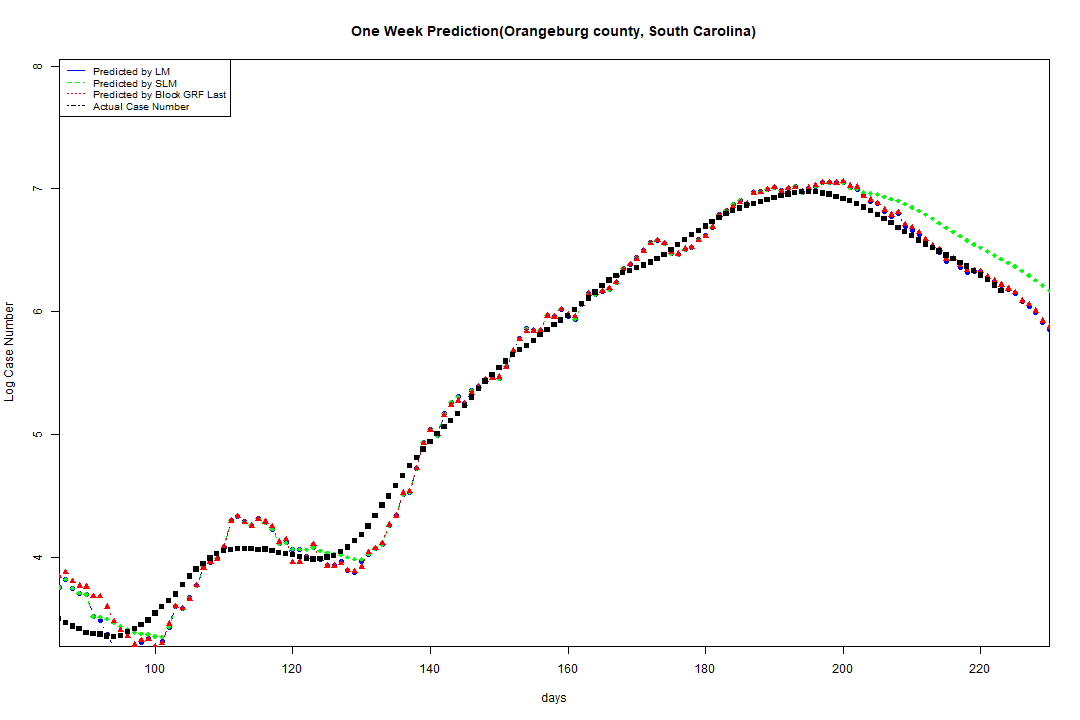 One Week Prediction(Orangeburg county, South Carolina)
Predicted by LM
Predicted by SLM
Predicted by Block GRF Last
Actual Case Number
8
7
6
5
4
Log Case Number
100 120 140 160 180 200 220
days